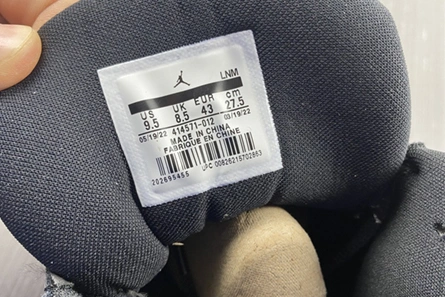 LNM
US UK EUR cm
9.5 8.5 43 27.5
05/19/22 414571-012 03/19/22
MADE IN CHINA
FABRIQUE EN CHINE
202695455 UPC 00826215702863